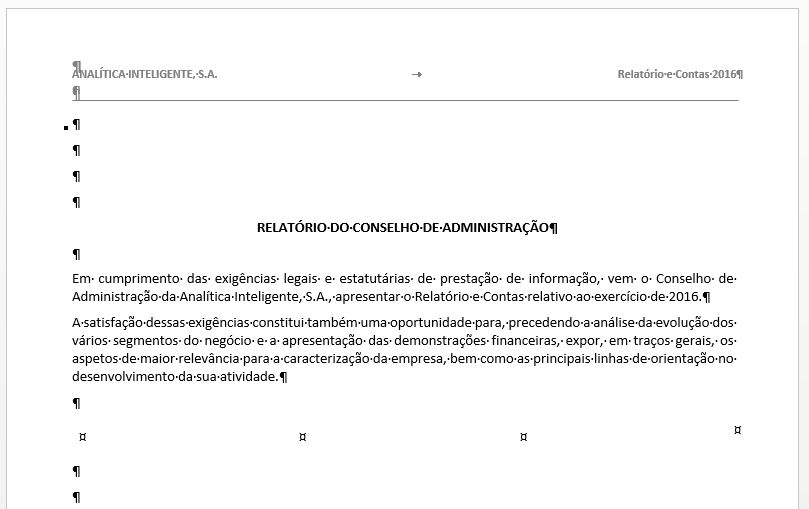 ANALÍTICA INTELIGENTE, S.A. → Relatório e Contas 2016¶
¶
¶
¶
¶
¶
¶
RELATÓRIO DO CONSELHO DE ADMINISTRAÇÃO¶
¶
Em cumprimento das exigências legais e estatutárias de prestação de informação, vem o Conselho de
Administração da Analítica Inteligente, S.A., apresentar o Relatório e Contas relativo ao exercício de 2016.¶
A satisfação dessas exigências constitui também uma oportunidade para, precedendo a análise da evolução dos
vários segmentos do negócio e a apresentação das demonstrações financeiras, expor, em traços gerais, os
aspetos de maior relevância para a caracterização da empresa, bem como as principais linhas de orientação no
desenvolvimento da sua atividade.¶
¶
¤ ¤ ¤ ¤
¶
¶